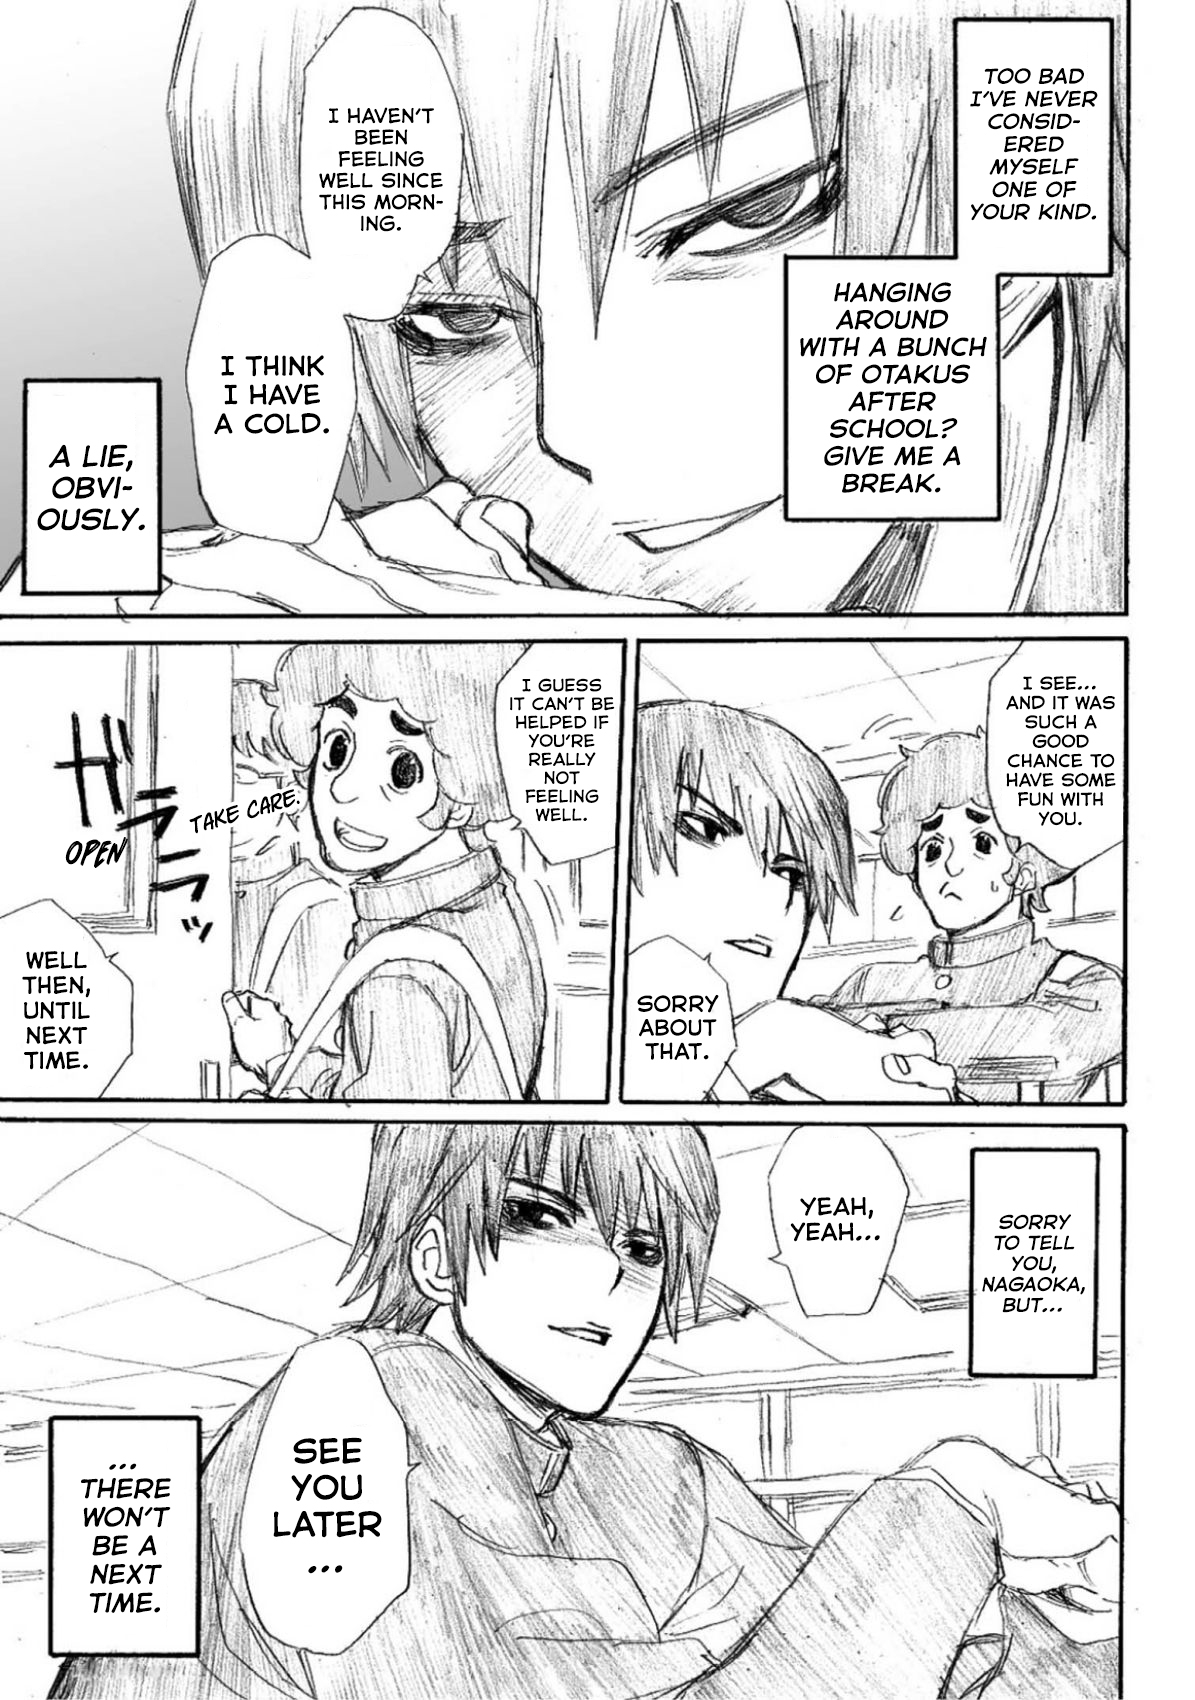 TOO BAD
I'VE NEVER
CONSID-
ERED
MYSELF
ONE OF
YOUR KIND.
HANGING
AROUND
WITH A BUNCH
OF OTAKUS
AFTER
SCHOOL?
GIVE ME A
BREAK.
I HAVEN'T
BEEN
FEELING
WELL SINCE
THIS MORN-
ING.
I THINK
I HAVE
A COLD.
A LIE,
OBVI-
OUSLY.
I SEE...
AND IT WAS
SUCH A
GOOD
CHANCE TO
HAVE SOME
FUN WITH
YOU.
SORRY
ABOUT
THAT.
I GUESS
IT CAN'T BE
HELPED IF
YOU'RE
REALLY
NOT
FEELING
WELL.
TAKE CARE.
ガラララッ
OPEN
WELL
THEN,
UNTIL
NEXT
TIME.
SORRY
TO TELL
YOU,
NAGAOKA,
BUT...
YEAH,
YEAH...
SEE
YOU
LATER
...
...
THERE
WON'T
BE A
NEXT
TIME.